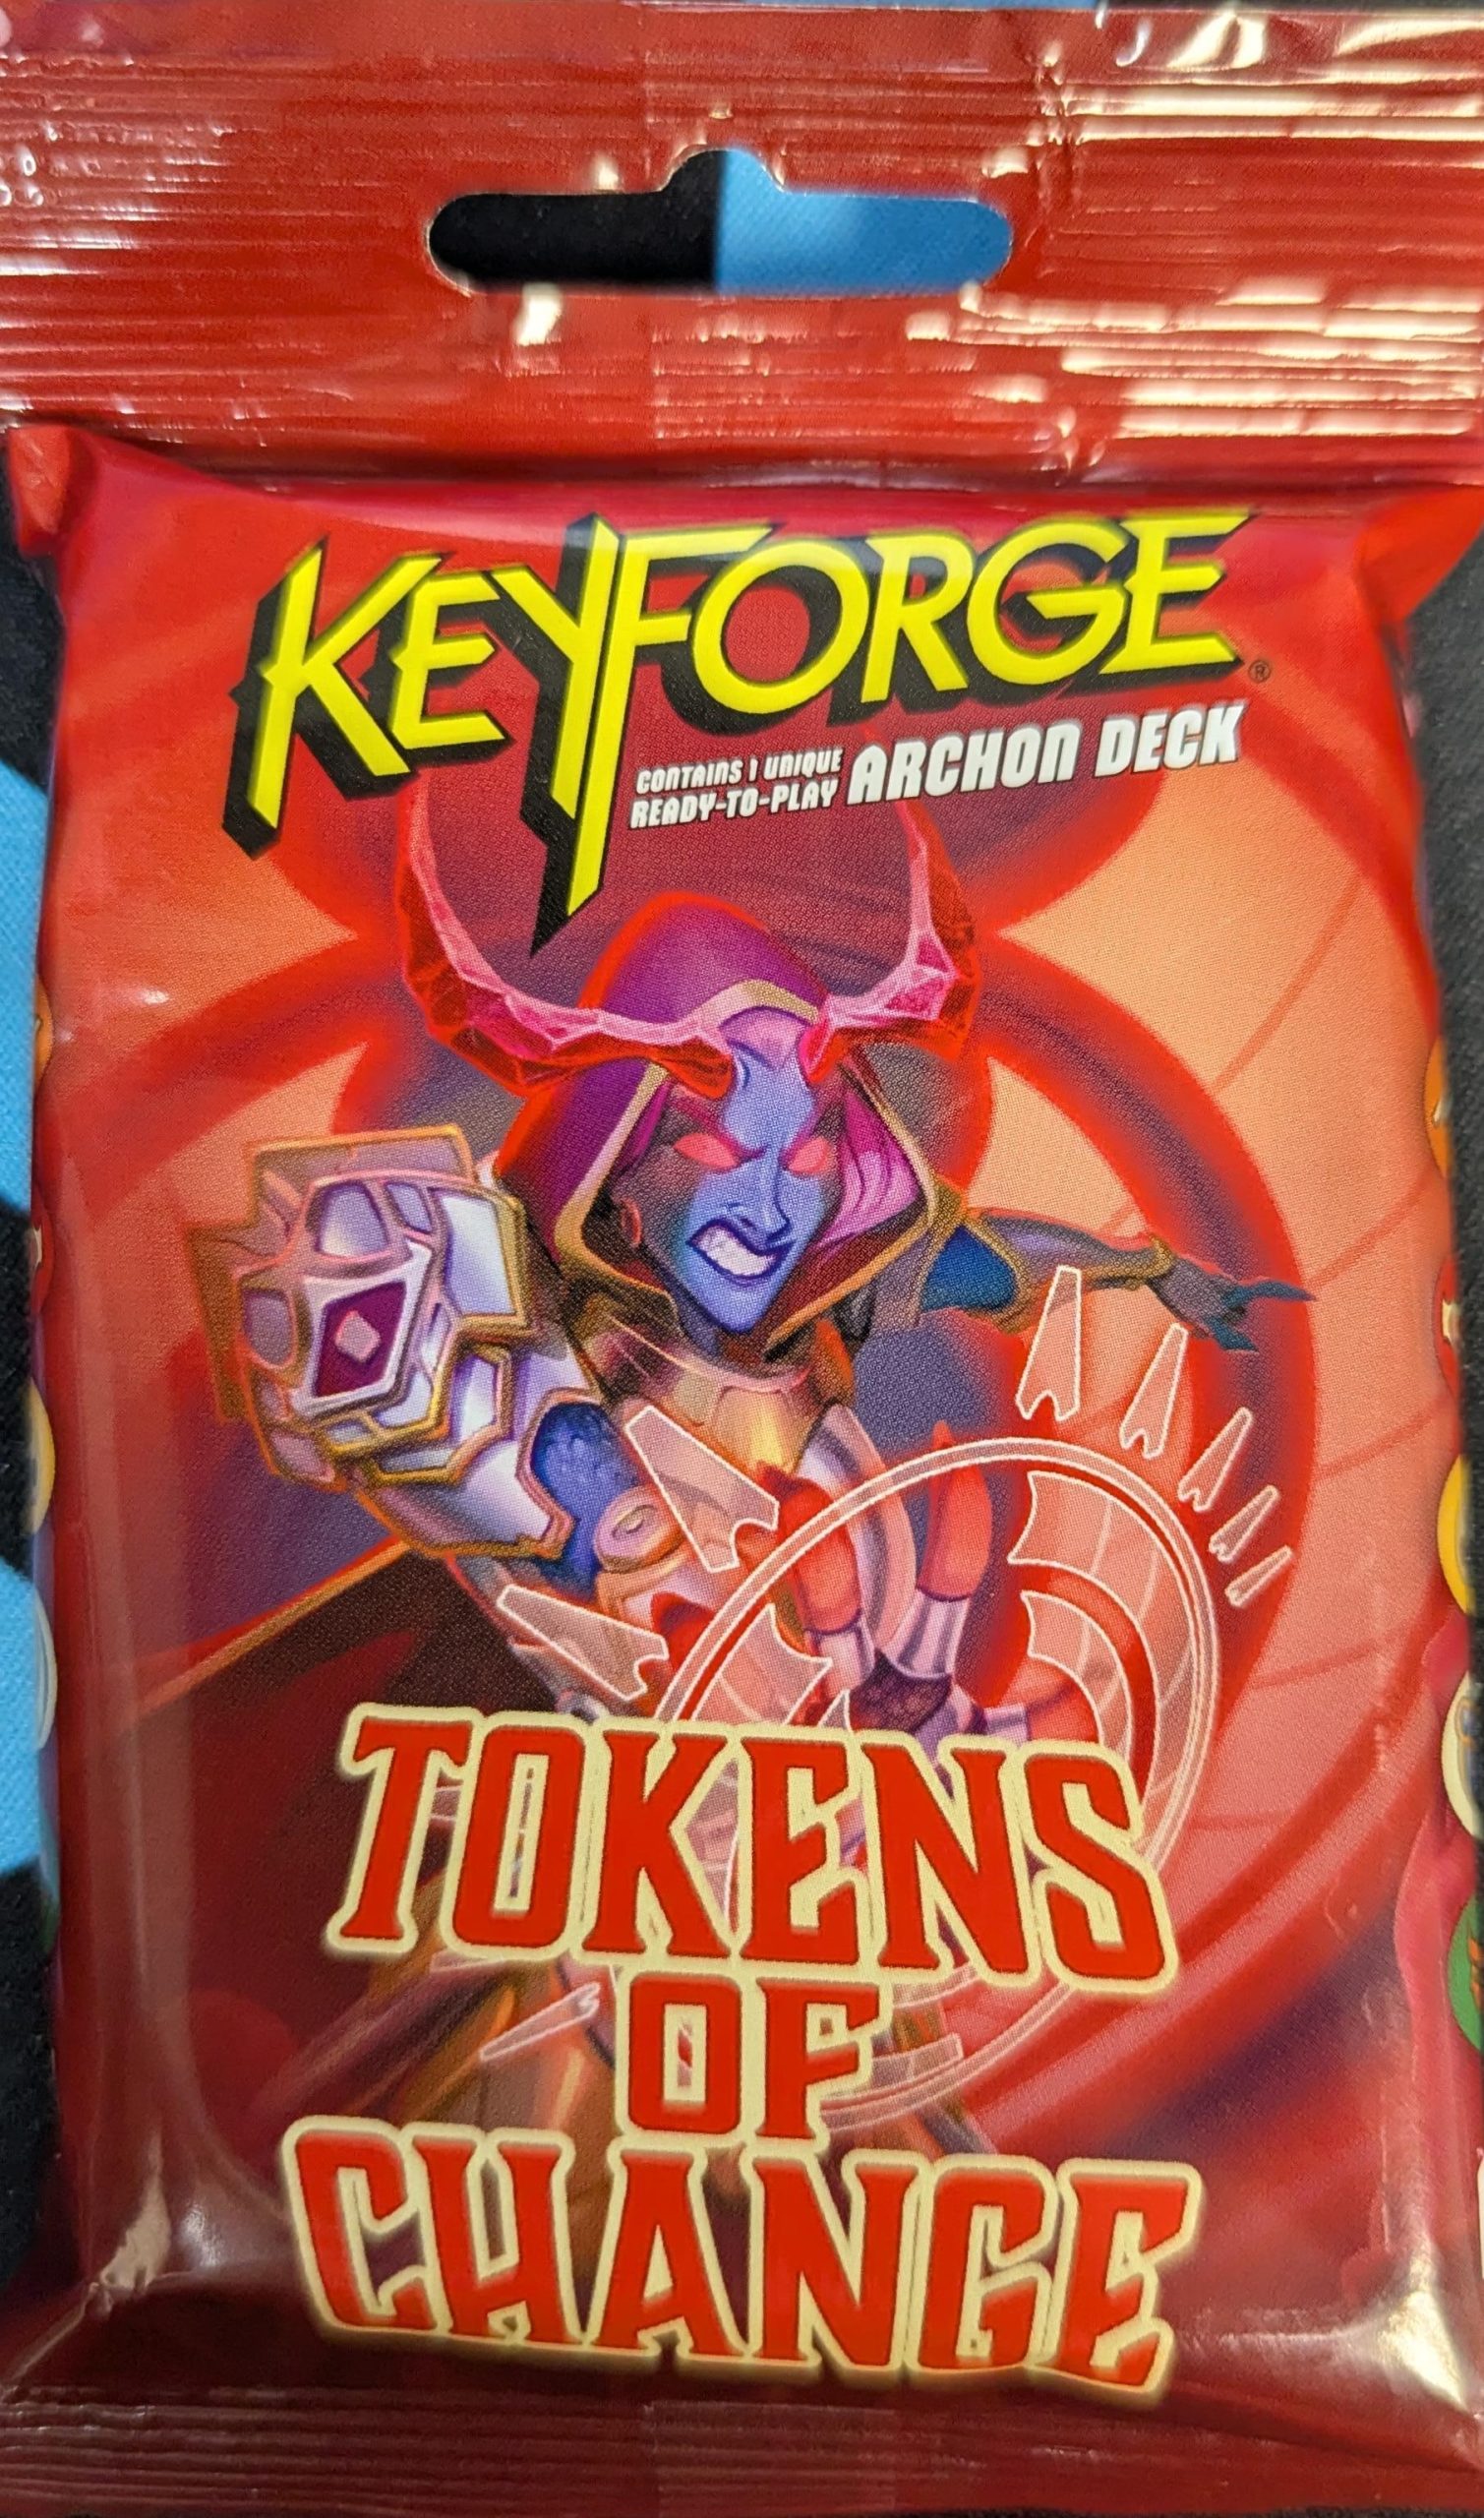 KEYFORGE®
CONTAINS 1 UNIQUE
READY-TO-PLAY
ARCHON DECK
TOKENS
OF
CHANGE